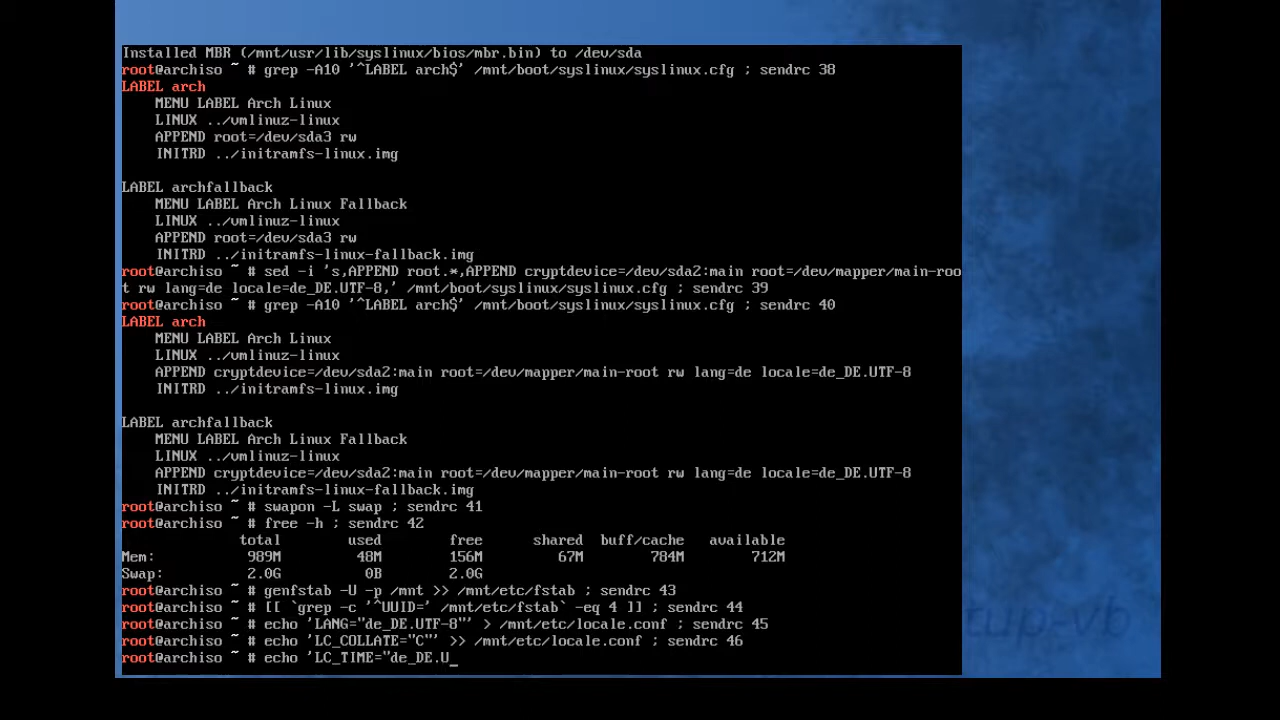 Installed MBR (/mnt/usr/lib/syslinux/bios/mbr.bin) to /dev/sda
root@archiso ~ # grep -A10 '^LABEL arch$' /mnt/boot/syslinux/syslinux.cfg ; sendrc 38
LABEL arch
    MENU LABEL Arch Linux
    LINUX ../vmlinuz-linux
    APPEND root=/dev/sda3 rw
    INITRD ../initramfs-linux.img
LABEL archfallback
    MENU LABEL Arch Linux Fallback
    LINUX ../vmlinuz-linux
    APPEND root=/dev/sda3 rw
    INITRD ../initramfs-linux-fallback.img
root@archiso ~ # sed -i 's,APPEND root.*,APPEND cryptdevice=/dev/sda2:main root=/dev/mapper/main-roo
t rw lang=de locale=de_DE.UTF-8,' /mnt/boot/syslinux/syslinux.cfg ; sendrc 39
root@archiso ~ # grep -A10 '^LABEL arch$' /mnt/boot/syslinux/syslinux.cfg ; sendrc 40
LABEL arch
    MENU LABEL Arch Linux
    LINUX ../vmlinuz-linux
    APPEND cryptdevice=/dev/sda2:main root=/dev/mapper/main-root rw lang=de locale=de_DE.UTF-8
    INITRD ../initramfs-linux.img
LABEL archfallback
    MENU LABEL Arch Linux Fallback
    LINUX ../vmlinuz-linux
    APPEND cryptdevice=/dev/sda2:main root=/dev/mapper/main-root rw lang=de locale=de_DE.UTF-8
    INITRD ../initramfs-linux-fallback.img
root@archiso ~ # swapon -L swap ; sendrc 41
root@archiso ~ # free -h ; sendrc 42
              total        used        free      shared  buff/cache   available
Mem:           989M         48M        156M         67M        784M        712M
Swap:          2.0G          0B        2.0G
root@archiso ~ # genfstab -U -p /mnt >> /mnt/etc/fstab ; sendrc 43
root@archiso ~ # [[ `grep -c '^UUID=' /mnt/etc/fstab` -eq 4 ]] ; sendrc 44
root@archiso ~ # echo 'LANG="de_DE.UTF-8"' > /mnt/etc/locale.conf ; sendrc 45
root@archiso ~ # echo 'LC_COLLATE="C"' >> /mnt/etc/locale.conf ; sendrc 46
root@archiso ~ # echo 'LC_TIME="de_DE.U_
tup-vb